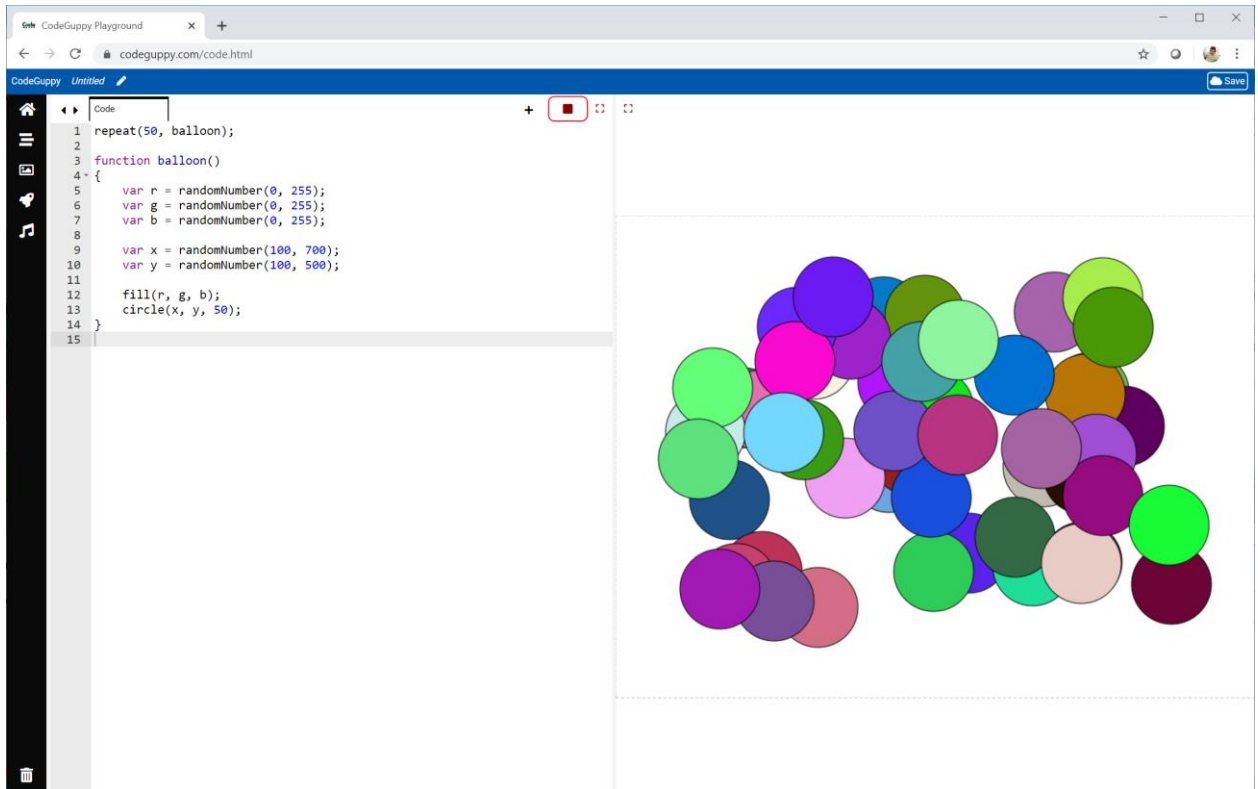 Code CodeGuppy Playground
codeguppy.com/code.html
CodeGuppy Untitled
Save
Code
1 repeat(50, balloon);
2
3 function balloon()
4 {
5 var r = randomNumber(0, 255);
6 var g = randomNumber(0, 255);
7 var b = randomNumber(0, 255);
8
9 var x = randomNumber(100, 700);
10 var y = randomNumber(100, 500);
11
12 fill(r, g, b);
13 circle(x, y, 50);
14 }
15